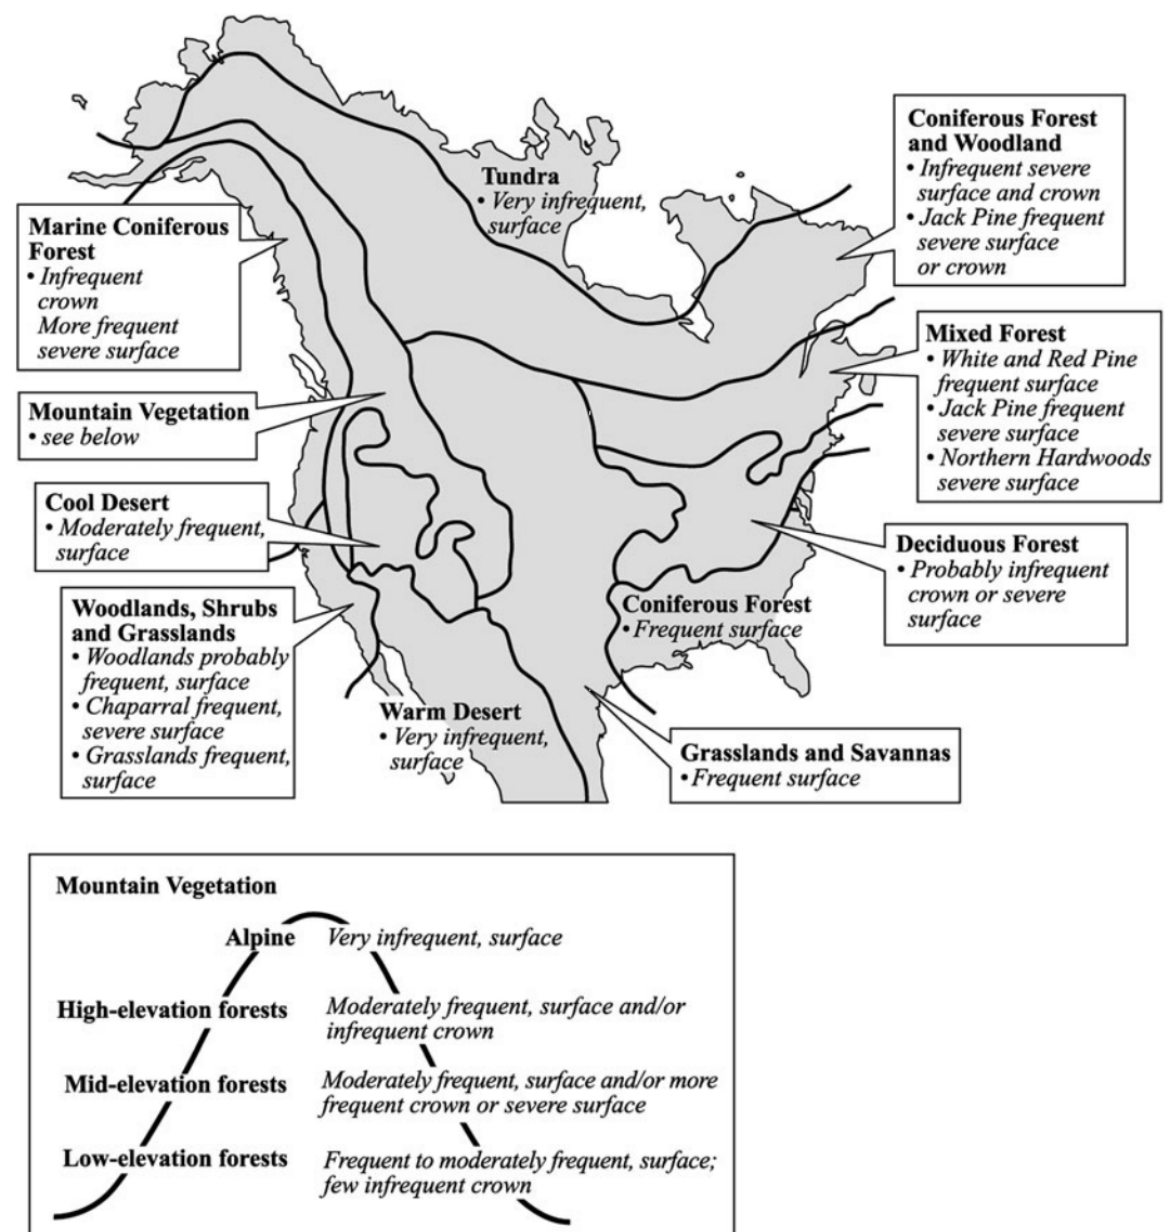 Tundra
• Very infrequent,
surface
Coniferous Forest
and Woodland
• Infrequent severe
surface and crown
• Jack Pine frequent
severe surface
or crown
Marine Coniferous
Forest
• Infrequent
crown
More frequent
severe surface
Mixed Forest
• White and Red Pine
frequent surface
• Jack Pine frequent
severe surface
• Northern Hardwoods
severe surface
Mountain Vegetation
• see below
Cool Desert
• Moderately frequent,
surface
Deciduous Forest
• Probably infrequent
crown or severe
surface
Woodlands, Shrubs
and Grasslands
• Woodlands probably
frequent, surface
• Chaparral frequent,
severe surface
• Grasslands frequent,
surface
Coniferous Forest
• Frequent surface
Warm Desert
• Very infrequent,
surface
Grasslands and Savannas
• Frequent surface
Mountain Vegetation
Alpine Very infrequent, surface
High-elevation forests Moderately frequent, surface and/or
infrequent crown
Mid-elevation forests Moderately frequent, surface and/or more
frequent crown or severe surface
Low-elevation forests Frequent to moderately frequent, surface;
few infrequent crown